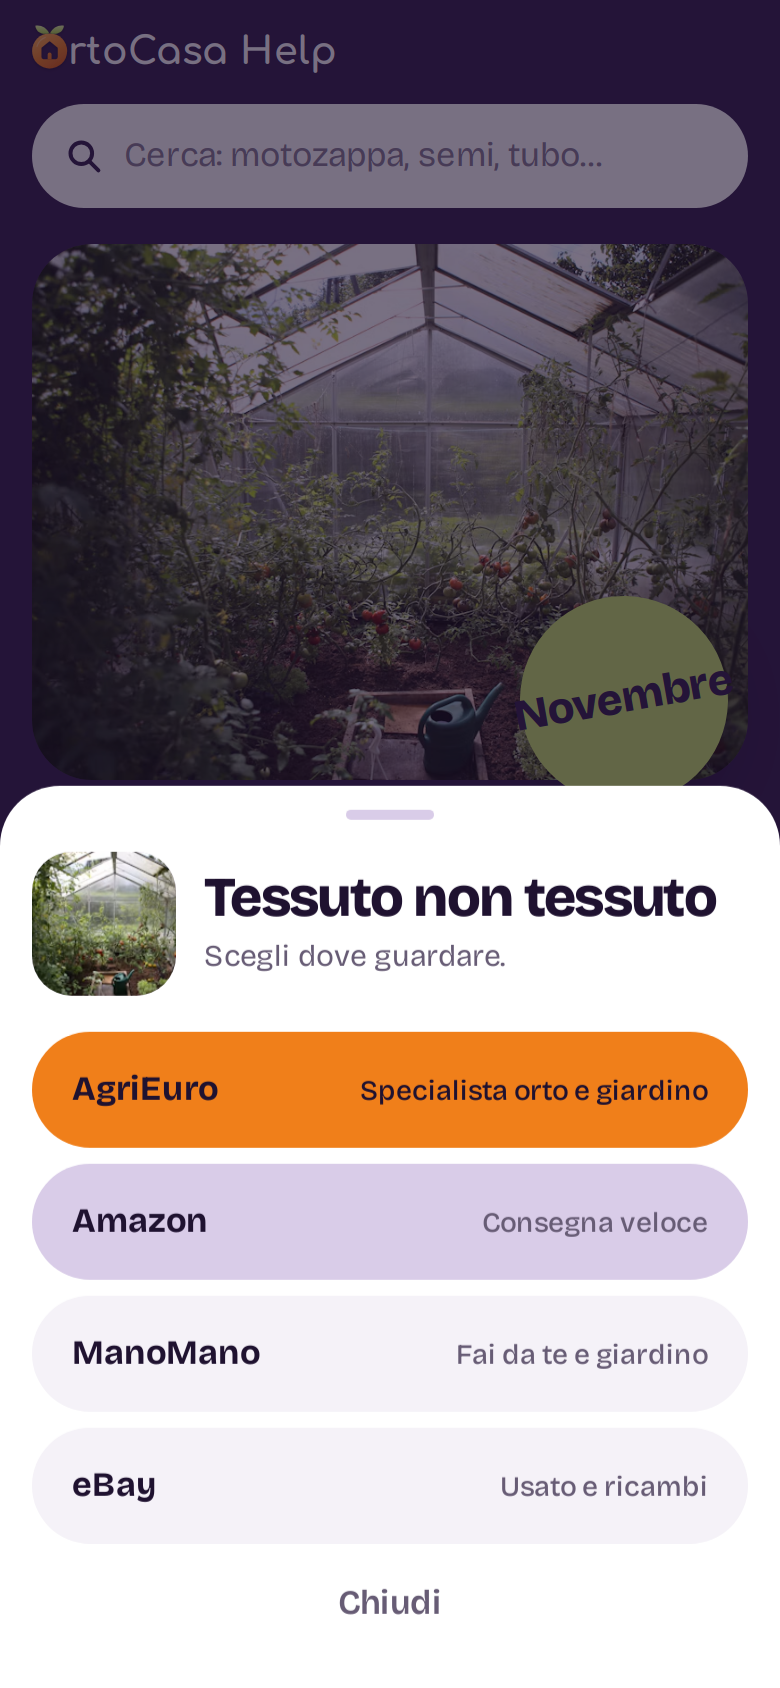 OrtoCasa Help
Cerca: motozappa, semi, tubo...
Novembre
Tessuto non tessuto
Scegli dove guardare.
AgriEuro Specialista orto e giardino
Amazon Consegna veloce
ManoMano Fai da te e giardino
eBay Usato e ricambi
Chiudi